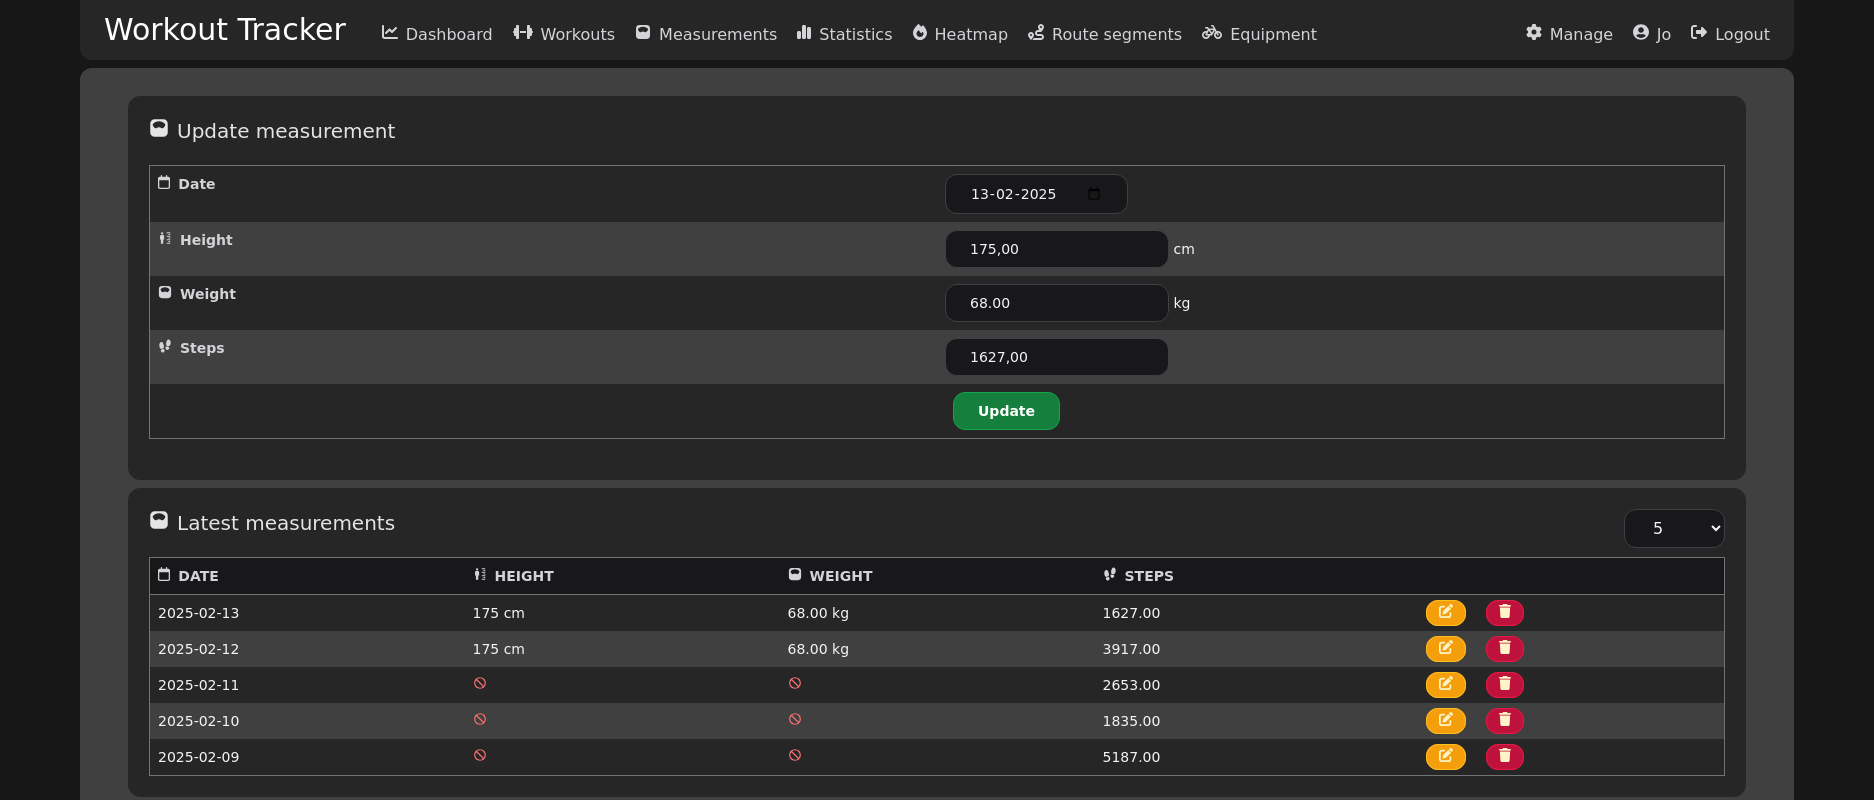 Workout Tracker Dashboard Workouts Measurements Statistics Heatmap Route segments Equipment Manage Jo Logout
Update measurement
Date 13-02-2025
Height 175,00 cm
Weight 68.00 kg
Steps 1627,00
Update
Latest measurements 5
DATE HEIGHT WEIGHT STEPS
2025-02-13 175 cm 68.00 kg 1627.00
2025-02-12 175 cm 68.00 kg 3917.00
2025-02-11 2653.00
2025-02-10 1835.00
2025-02-09 5187.00